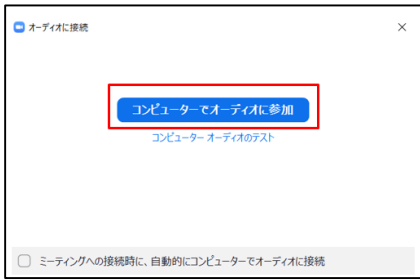 オーディオに接続
コンピューターでオーディオに参加
コンピューター オーディオのテスト
ミーティングへの接続時に、自動的にコンピューターでオーディオに接続